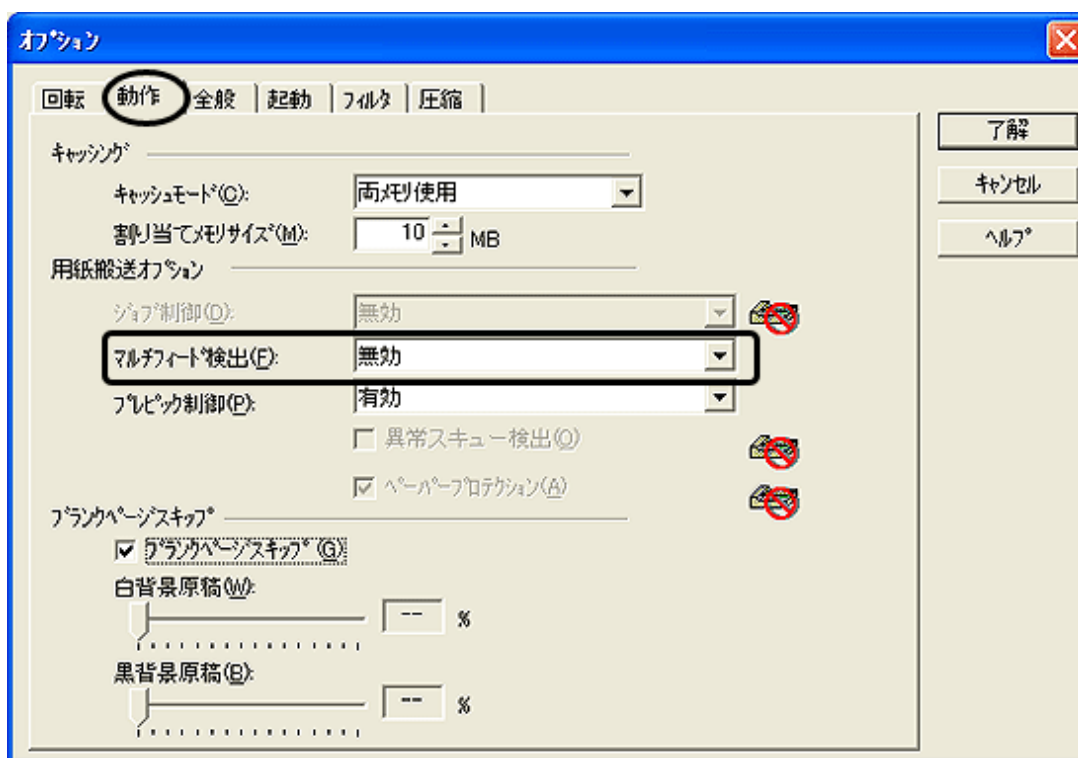 オプション
回転 動作 全般 起動 フィルタ 圧縮
了解
キャンセル
ヘルプ
キャッシング
キャッシュモード(C): 両メモリ使用
割り当てメモリサイズ(M): 10 MB
用紙搬送オプション
ジョブ制御(D): 無効
マルチフィード検出(F): 無効
プレピック制御(P): 有効
異常スキュー検出(O)
ペーパープロテクション(A)
ブランクページスキップ
ブランクページスキップ(G)
白背景原稿(W):
-- %
黒背景原稿(B):
-- %